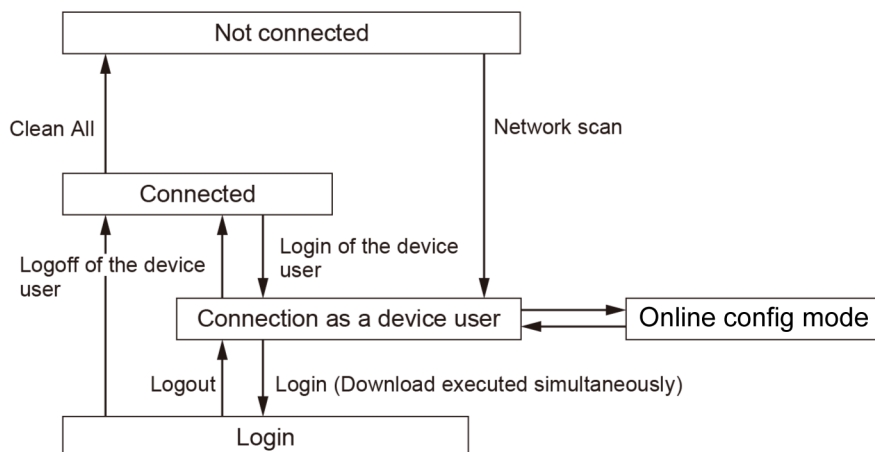 Not connected
Clean All
Network scan
Connected
Logoff of the device
user
Login of the device
user
Connection as a device user
Online config mode
Logout
Login (Download executed simultaneously)
Login